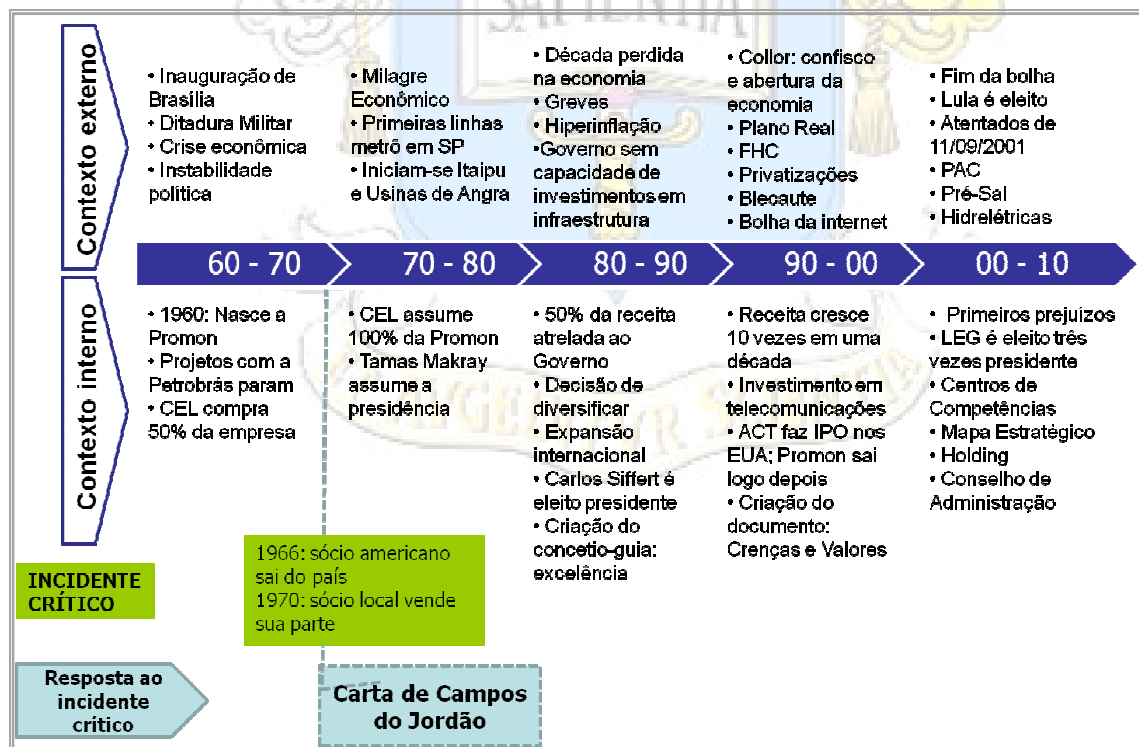 SAPIENTIA
Contexto externo
• Inauguração de
Brasília
• Ditadura Militar
• Crise econômica
• Instabilidade
política
• Milagre
Econômico
• Primeiras linhas
metrô em SP
• Iniciam-se Itaipu
e Usinas de Angra
• Década perdida
na economia
• Greves
• Hiperinflação
•Governo sem
capacidade de
investimentos em
infraestrutura
• Collor: confisco
e abertura da
economia
• Plano Real
• FHC
• Privatizações
• Blecaute
• Bolha da internet
• Fim da bolha
• Lula é eleito
• Atentados de
11/09/2001
• PAC
• Pré-Sal
• Hidrelétricas
60 - 70
70 - 80
80 - 90
90 - 00
00 - 10
Contexto interno
• 1960: Nasce a
Promon
• Projetos com a
Petrobrás param
• CEL compra
50% da empresa
• CEL assume
100% da Promon
• Tamas Makray
assume a
presidência
• 50% da receita
atrelada ao
Governo
• Decisão de
diversificar
• Expansão
internacional
• Carlos Siffert é
eleito presidente
• Criação do
concetio-guia:
excelência
• Receita cresce
10 vezes em uma
década
• Investimento em
telecomunicações
• ACT faz IPO nos
EUA; Promon sai
logo depois
• Criação do
documento:
Crenças e Valores
• Primeiros prejuizos
• LEG é eleito três
vezes presidente
• Centros de
Competências
• Mapa Estratégico
• Holding
• Conselho de
Administração
INCIDENTE
CRÍTICO
1966: sócio americano
sai do país
1970: sócio local vende
sua parte
Resposta ao
incidente
crítico
Carta de Campos
do Jordão